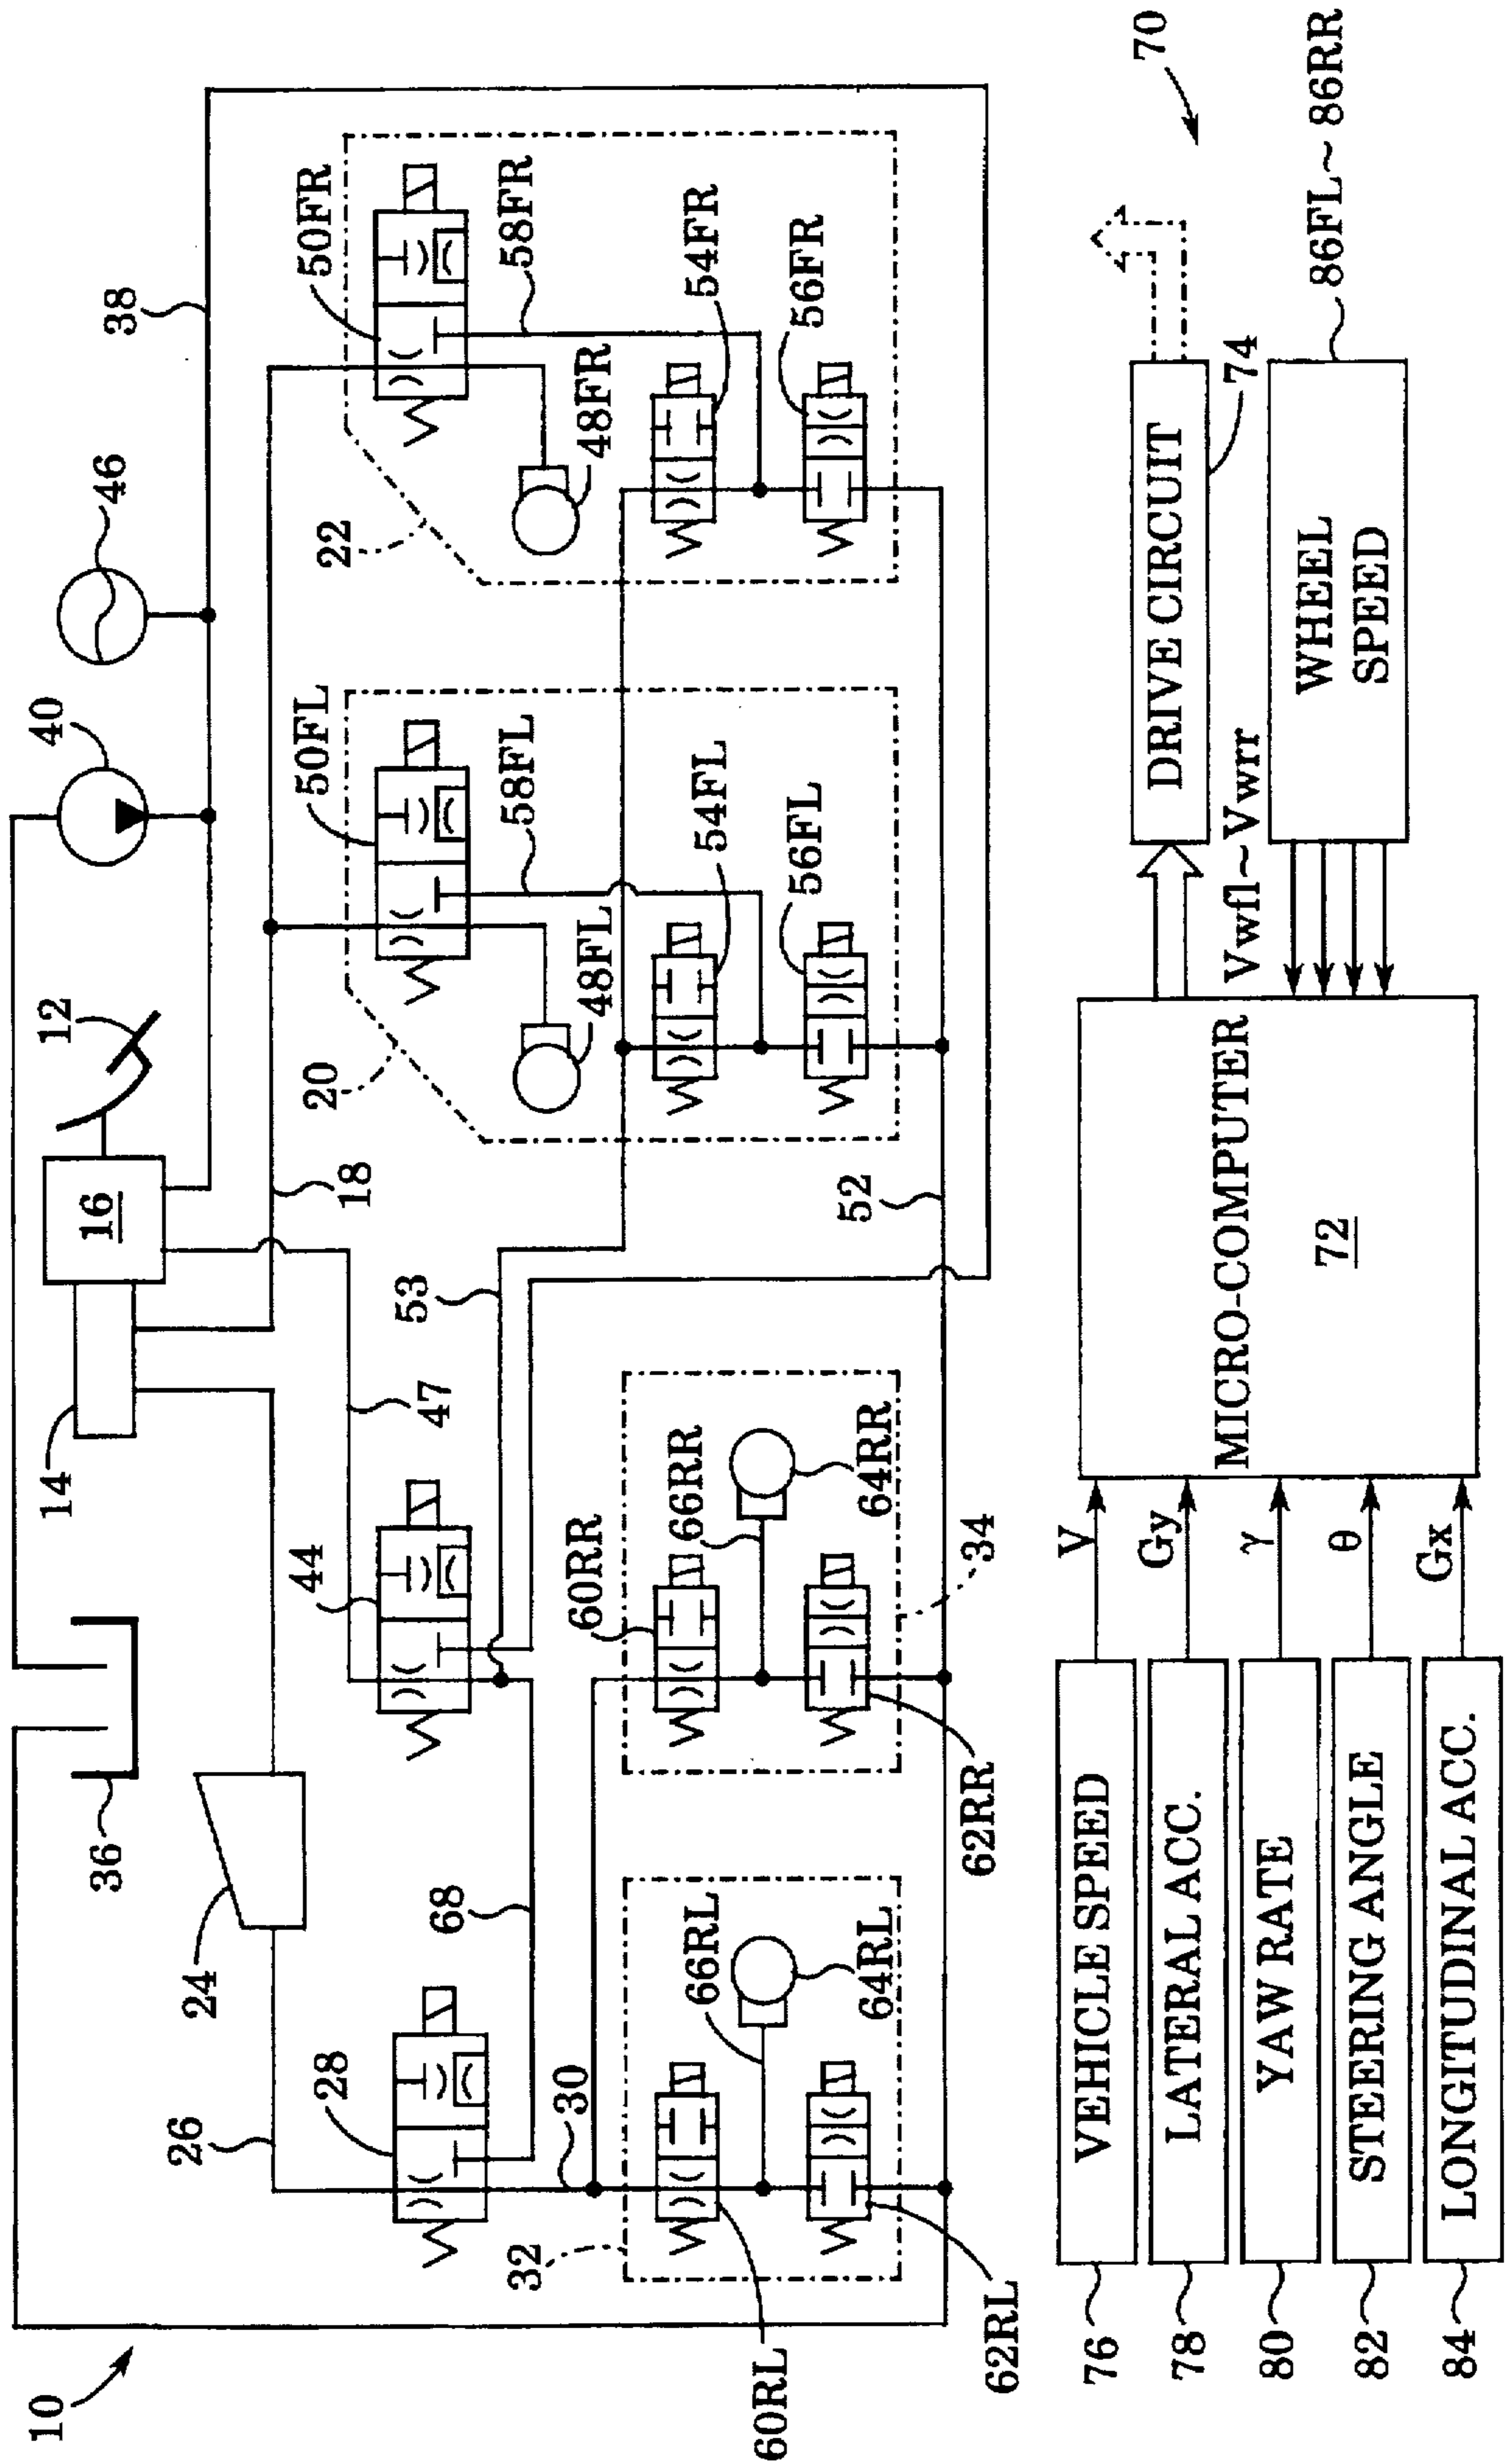 10
36
14
16
12
40
46
38
26
24
28
44
47
18
68
53
30
20
22
50FL
50FR
58FL
58FR
48FL
48FR
54FL
54FR
56FL
56FR
32
34
60RL
60RR
66RL
66RR
64RL
64RR
62RL
62RR
52
70
76
VEHICLE SPEED
V
78
LATERAL ACC.
Gy
80
YAW RATE
γ
82
STEERING ANGLE
θ
84
LONGITUDINAL ACC.
Gx
MICRO-COMPUTER
72
DRIVE CIRCUIT
74
Vwfl~Vwrr
WHEEL
SPEED
86FL~86RR